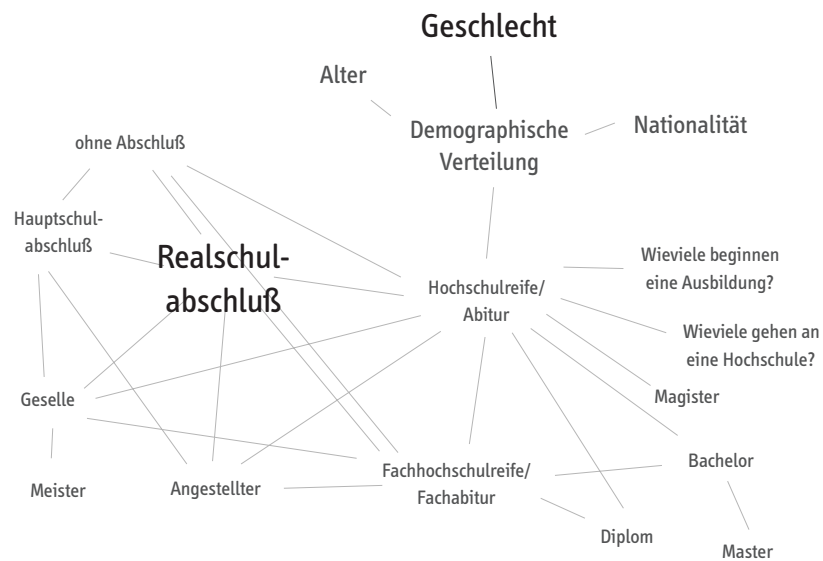 Geschlecht
Alter
Demographische
Verteilung
Nationalität
ohne Abschluß
Hauptschul-
abschluß
Realschul-
abschluß
Hochschulreife/
Abitur
Wieviele beginnen
eine Ausbildung?
Wieviele gehen an
eine Hochschule?
Geselle
Magister
Meister
Angestellter
Fachhochschulreife/
Fachabitur
Bachelor
Diplom
Master